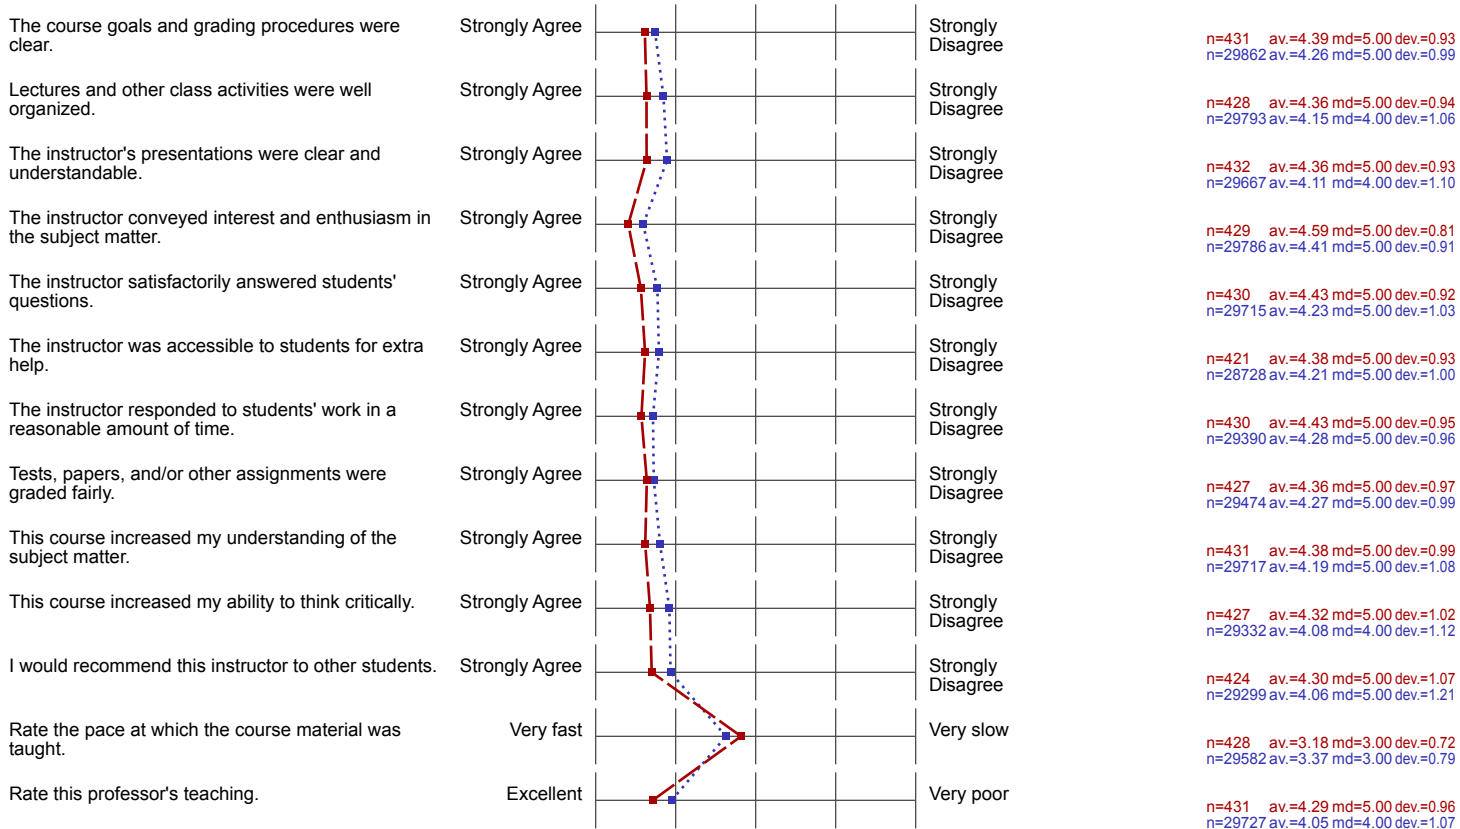 The course goals and grading procedures were
clear.
Strongly Agree
Strongly
Disagree
n=431 av.=4.39 md=5.00 dev.=0.93
n=29862 av.=4.26 md=5.00 dev.=0.99
Lectures and other class activities were well
organized.
Strongly Agree
Strongly
Disagree
n=428 av.=4.36 md=5.00 dev.=0.94
n=29793 av.=4.15 md=4.00 dev.=1.06
The instructor's presentations were clear and
understandable.
Strongly Agree
Strongly
Disagree
n=432 av.=4.36 md=5.00 dev.=0.93
n=29667 av.=4.11 md=4.00 dev.=1.10
The instructor conveyed interest and enthusiasm in
the subject matter.
Strongly Agree
Strongly
Disagree
n=429 av.=4.59 md=5.00 dev.=0.81
n=29786 av.=4.41 md=5.00 dev.=0.91
The instructor satisfactorily answered students'
questions.
Strongly Agree
Strongly
Disagree
n=430 av.=4.43 md=5.00 dev.=0.92
n=29715 av.=4.23 md=5.00 dev.=1.03
The instructor was accessible to students for extra
help.
Strongly Agree
Strongly
Disagree
n=421 av.=4.38 md=5.00 dev.=0.93
n=28728 av.=4.21 md=5.00 dev.=1.00
The instructor responded to students' work in a
reasonable amount of time.
Strongly Agree
Strongly
Disagree
n=430 av.=4.43 md=5.00 dev.=0.95
n=29390 av.=4.28 md=5.00 dev.=0.96
Tests, papers, and/or other assignments were
graded fairly.
Strongly Agree
Strongly
Disagree
n=427 av.=4.36 md=5.00 dev.=0.97
n=29474 av.=4.27 md=5.00 dev.=0.99
This course increased my understanding of the
subject matter.
Strongly Agree
Strongly
Disagree
n=431 av.=4.38 md=5.00 dev.=0.99
n=29717 av.=4.19 md=5.00 dev.=1.08
This course increased my ability to think critically.
Strongly Agree
Strongly
Disagree
n=427 av.=4.32 md=5.00 dev.=1.02
n=29332 av.=4.08 md=4.00 dev.=1.12
I would recommend this instructor to other students.
Strongly Agree
Strongly
Disagree
n=424 av.=4.30 md=5.00 dev.=1.07
n=29299 av.=4.06 md=5.00 dev.=1.21
Rate the pace at which the course material was
taught.
Very fast
Very slow
n=428 av.=3.18 md=3.00 dev.=0.72
n=29582 av.=3.37 md=3.00 dev.=0.79
Rate this professor's teaching.
Excellent
Very poor
n=431 av.=4.29 md=5.00 dev.=0.96
n=29727 av.=4.05 md=4.00 dev.=1.07